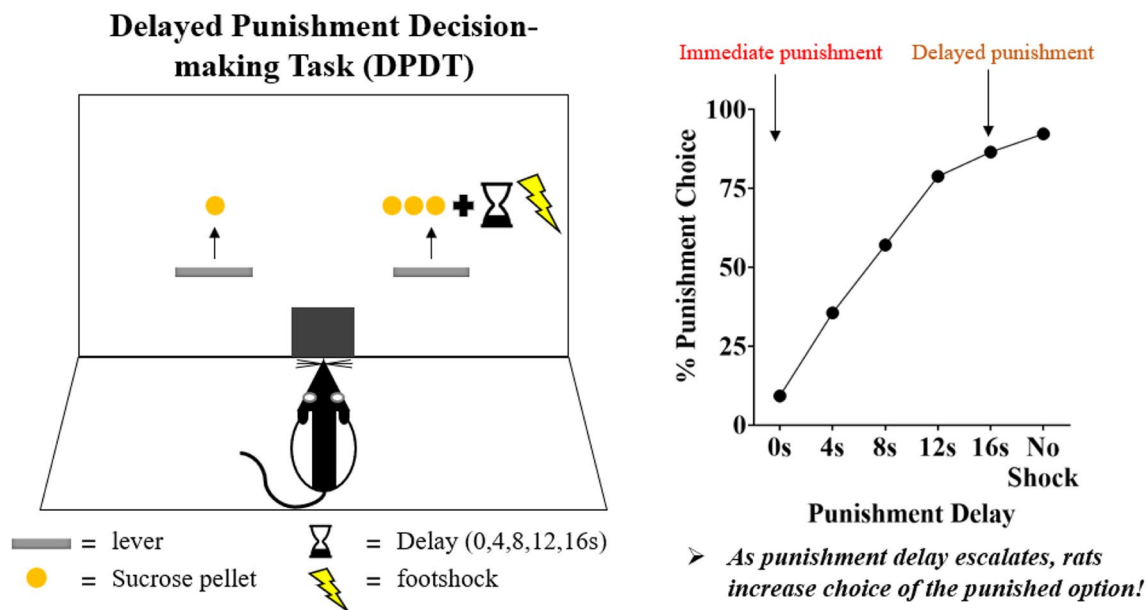 Delayed Punishment Decision-
making Task (DPDT)
= lever
= Sucrose pellet
= Delay (0,4,8,12,16s)
= footshock
Immediate punishment
Delayed punishment
% Punishment Choice
100
75
50
25
0
0s 4s 8s 12s 16s No
Shock
Punishment Delay
➢ As punishment delay escalates, rats
increase choice of the punished option!